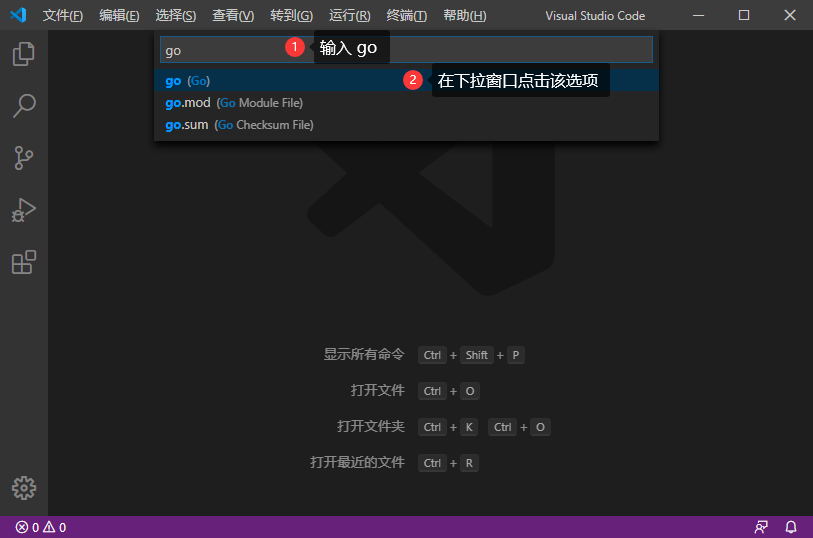 文件(F) 编辑(E) 选择(S) 查看(V) 转到(G) 运行(R) 终端(T) 帮助(H) Visual Studio Code
go 1 输入 go
go (Go) 2 在下拉窗口点击该选项
go.mod (Go Module File)
go.sum (Go Checksum File)
显示所有命令 Ctrl + Shift + P
打开文件 Ctrl + O
打开文件夹 Ctrl + K Ctrl + O
打开最近的文件 Ctrl + R
0 0